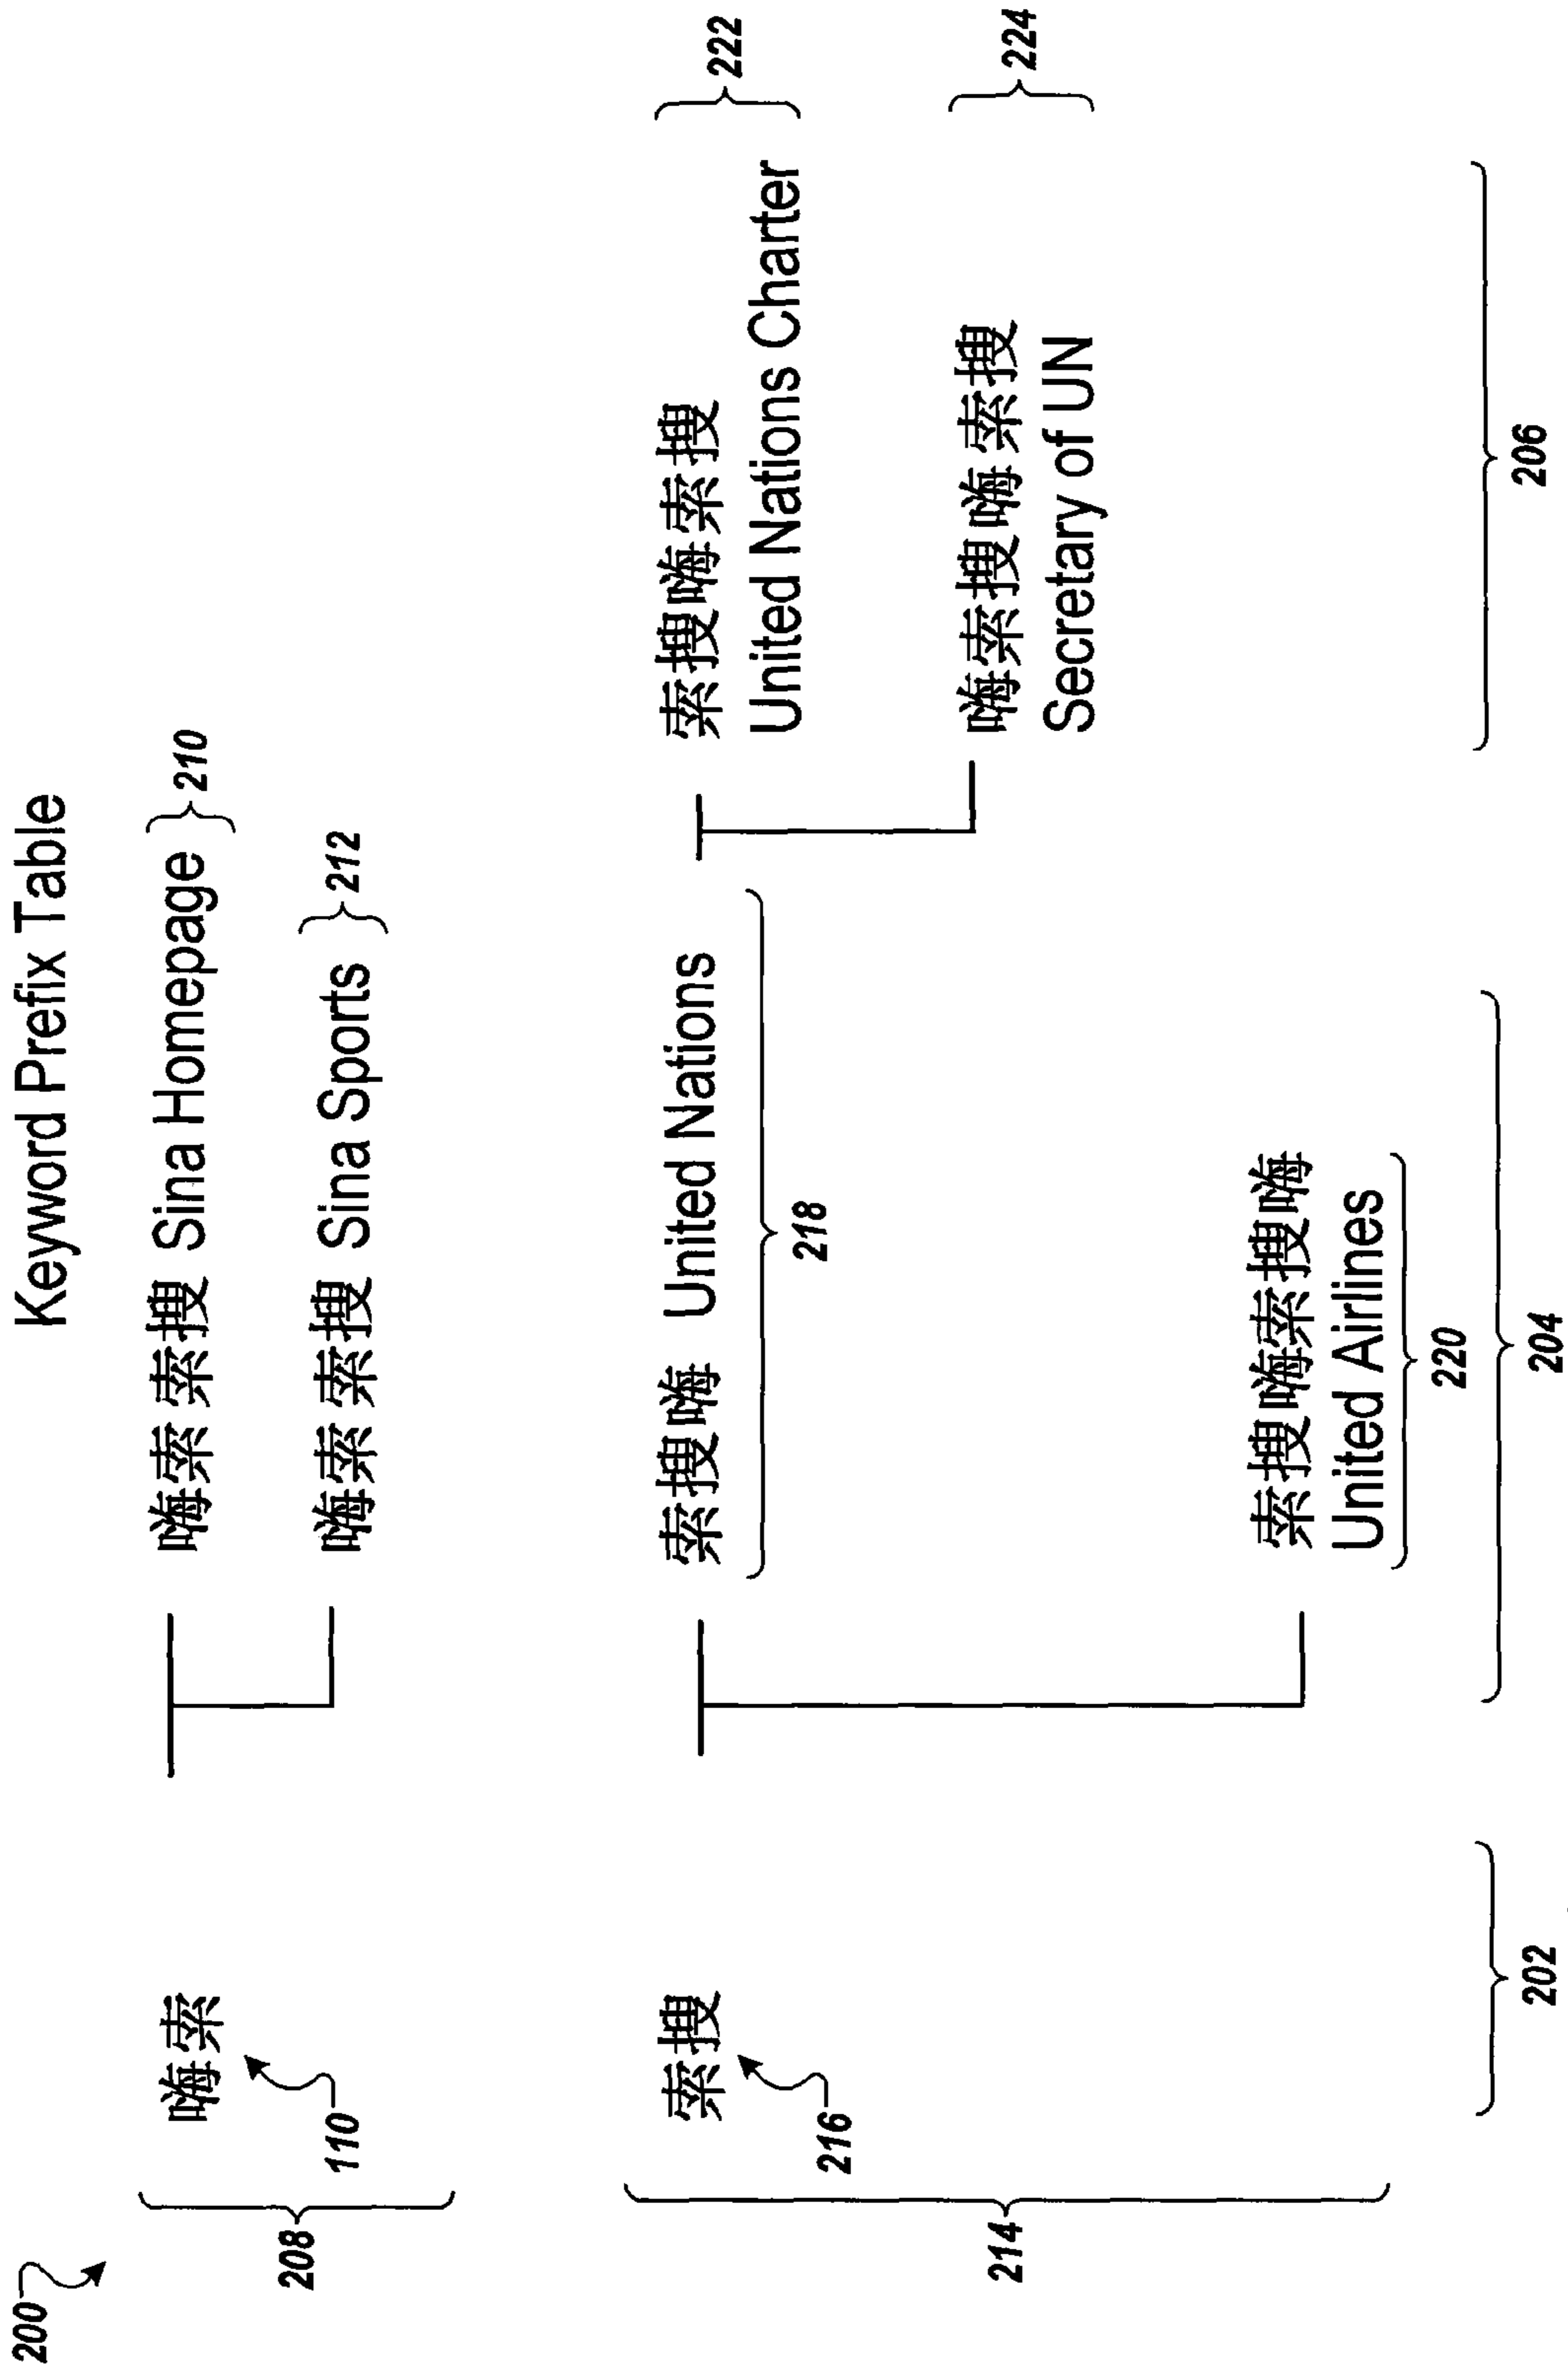 200
Keyword Prefix Table
208
嗨索
110
嗨索索搜 Sina Homepage
210
嗨索索搜 Sina Sports
212
214
索搜
216
索搜嗨 United Nations
218
索搜嗨索搜
United Nations Charter
222
嗨索搜嗨索搜
Secretary of UN
224
索搜嗨索搜嗨
United Airlines
220
202
204
206